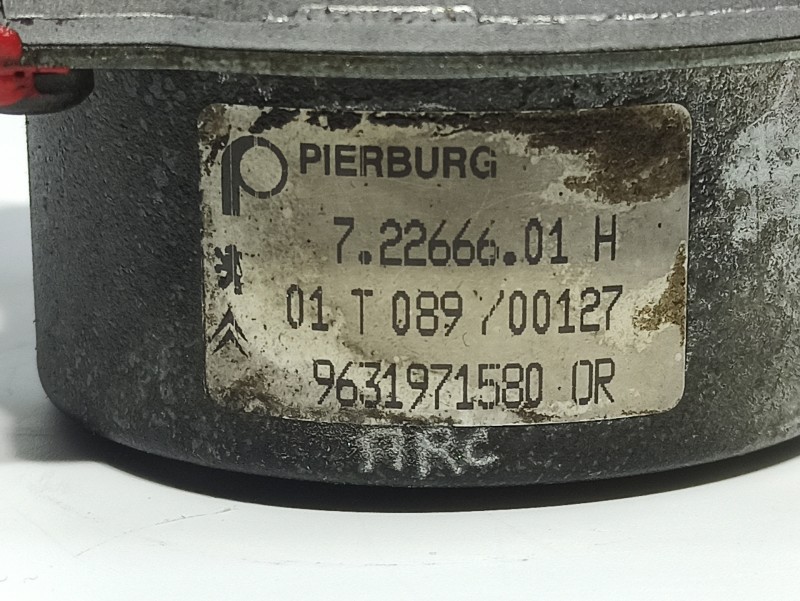 PIERBURG
7.22666.01 H
01 T 089 /00127
9631971580 OR